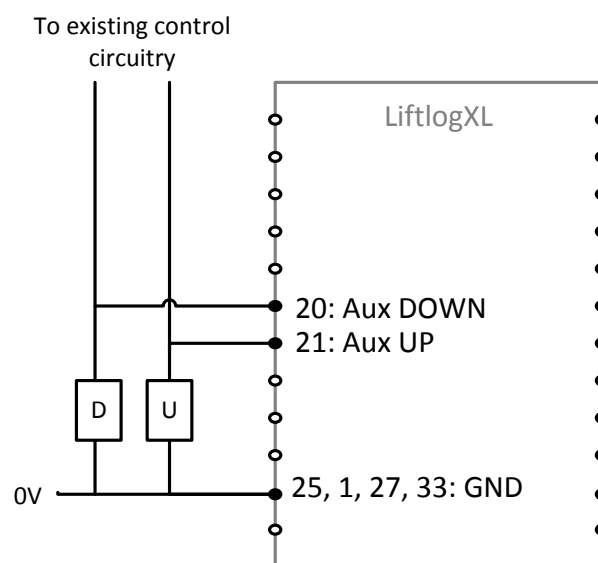 To existing control
circuitry
LiftlogXL
20: Aux DOWN
21: Aux UP
D
U
25, 1, 27, 33: GND
0V